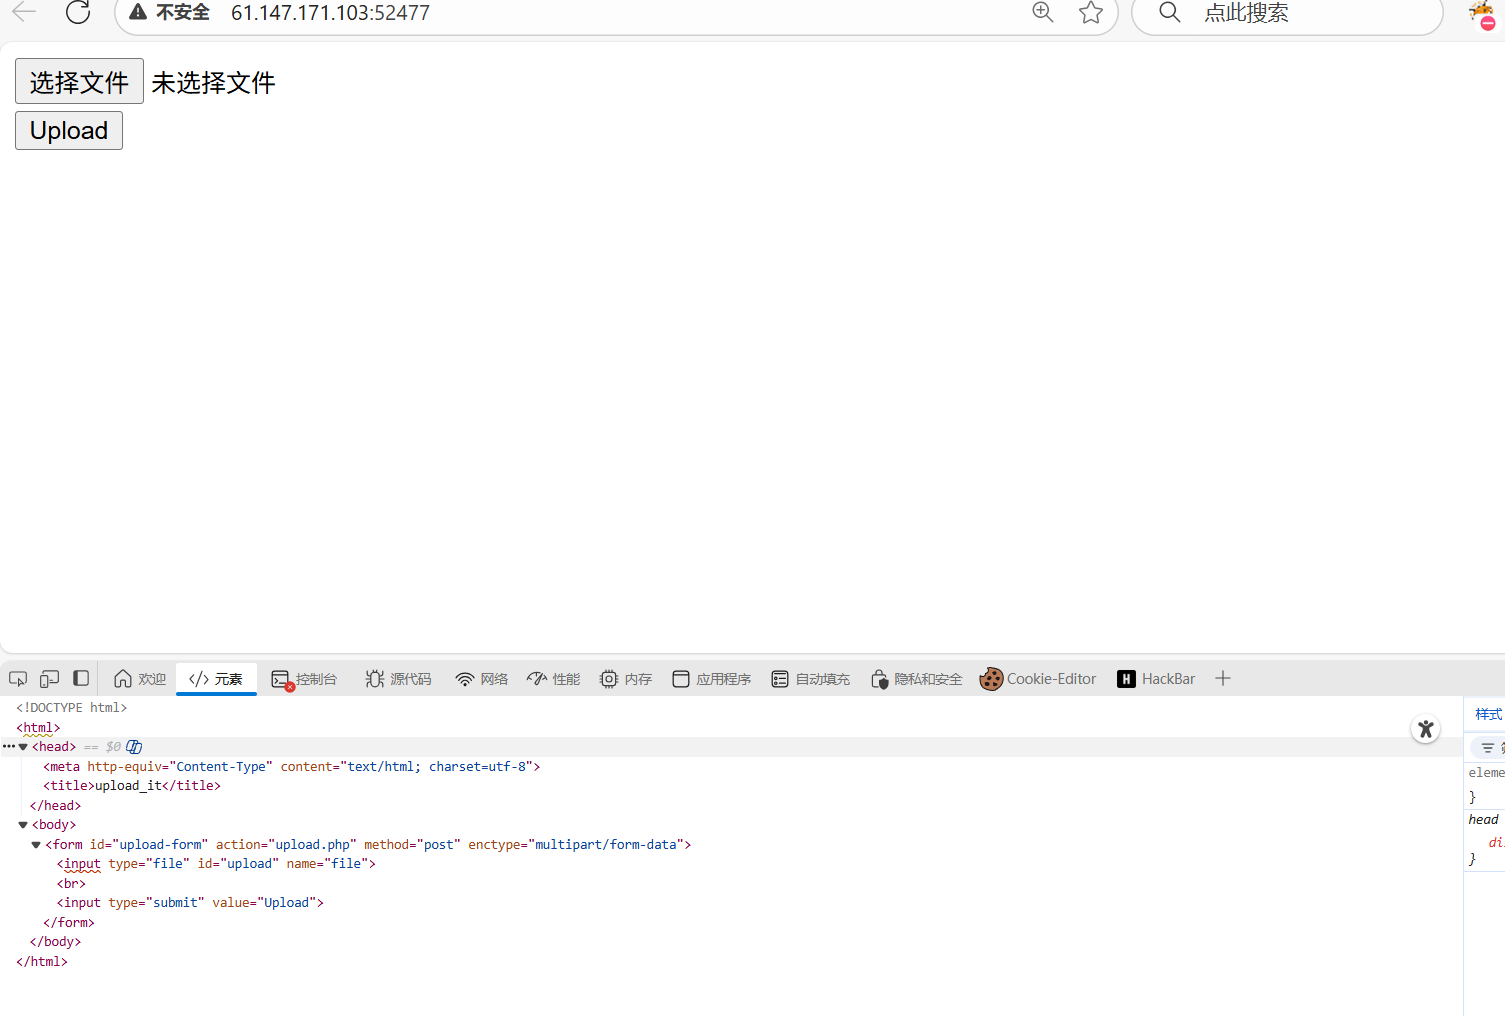 不安全 61.147.171.103:52477 点此搜索
选择文件 未选择文件
Upload
欢迎 元素 控制台 源代码 网络 性能 内存 应用程序 自动填充 隐私和安全 Cookie-Editor H HackBar
<!DOCTYPE html>
<html>
<head> == $0
<meta http-equiv="Content-Type" content="text/html; charset=utf-8">
<title>upload_it</title>
</head>
<body>
<form id="upload-form" action="upload.php" method="post" enctype="multipart/form-data">
<input type="file" id="upload" name="file">
<br>
<input type="submit" value="Upload">
</form>
</body>
</html>
样式
eleme
}
head
di
}